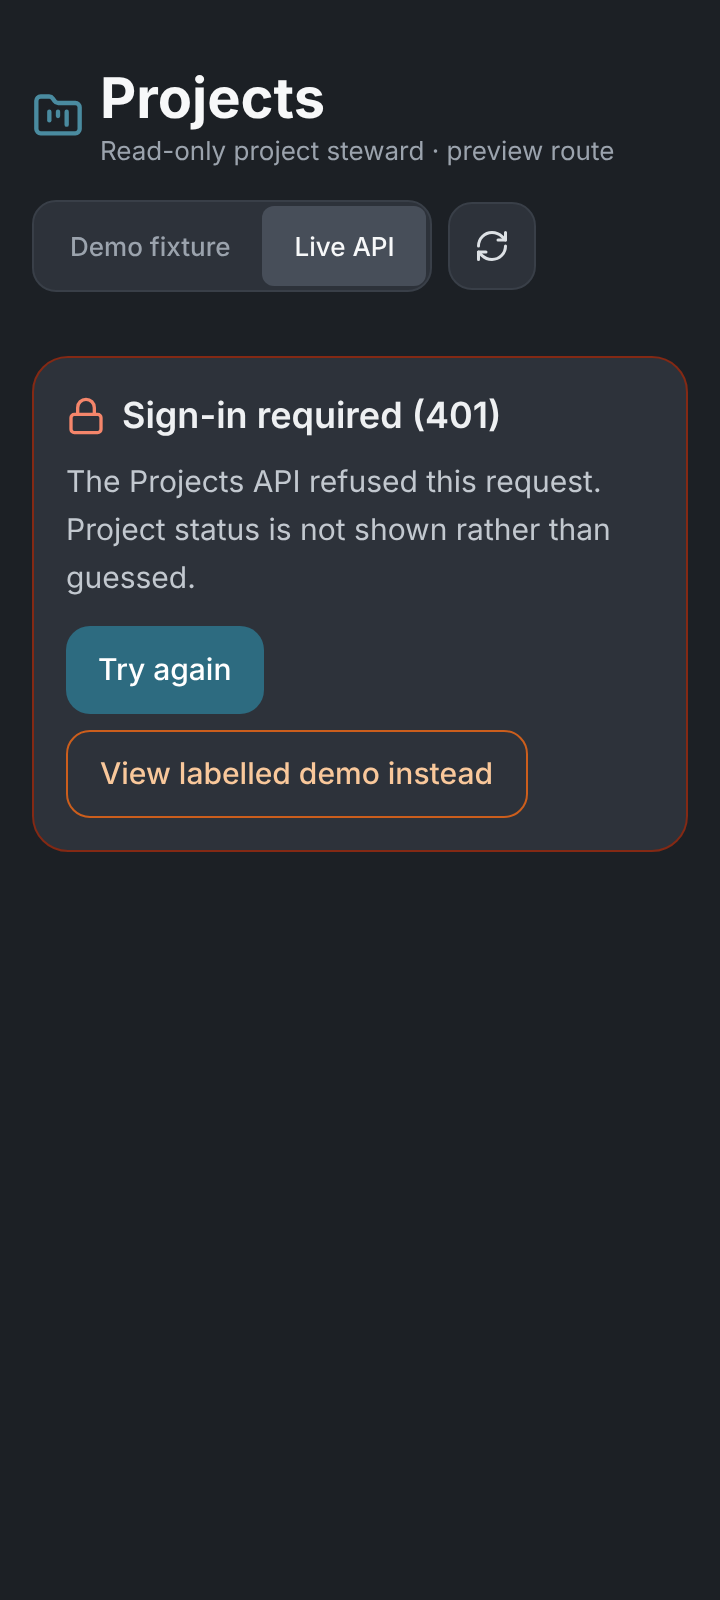 Projects
Read-only project steward · preview route
Demo fixture
Live API
Sign-in required (401)
The Projects API refused this request.
Project status is not shown rather than
guessed.
Try again
View labelled demo instead